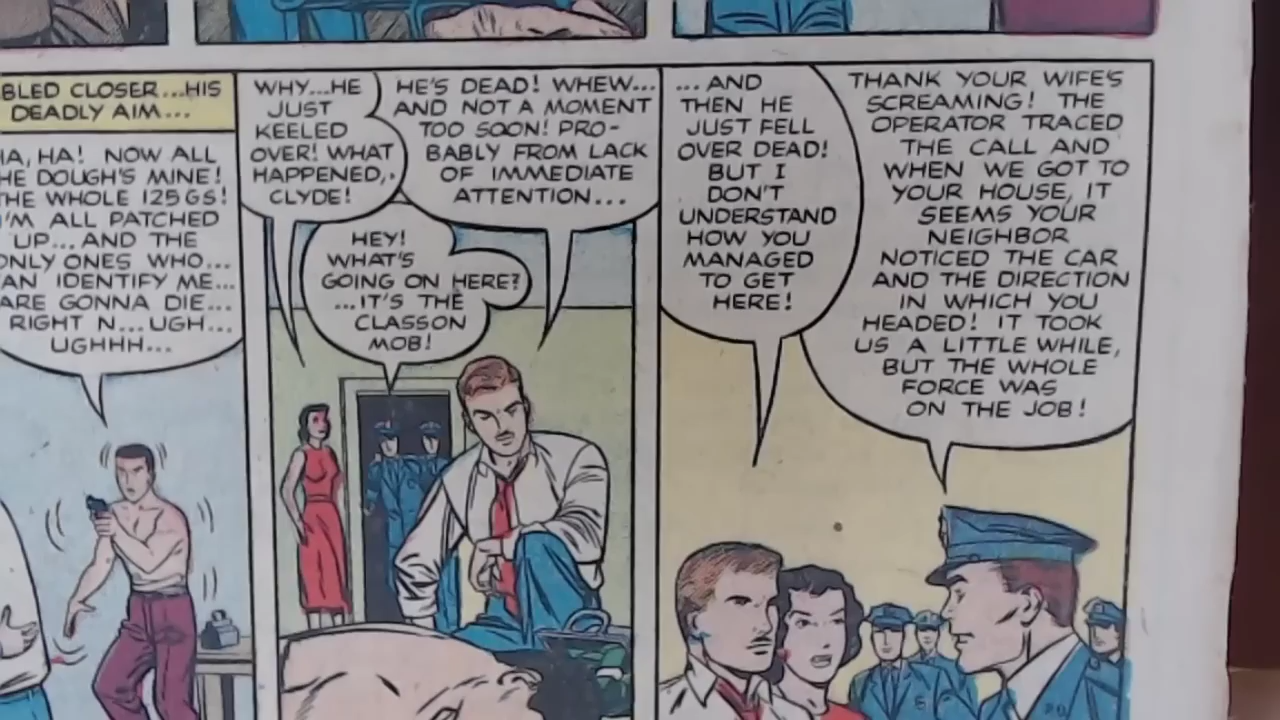 BLED CLOSER...HIS
DEADLY AIM...
HA, HA! NOW ALL
HE DOUGH'S MINE!
THE WHOLE 125 GS!
I'M ALL PATCHED
UP... AND THE
ONLY ONES WHO...
AN IDENTIFY ME...
ARE GONNA DIE...
RIGHT N... UGH...
UGHHH...
WHY...HE
JUST
KEELED
OVER! WHAT
HAPPENED,
CLYDE!
HE'S DEAD! WHEW...
AND NOT A MOMENT
TOO SOON! PRO-
BABLY FROM LACK
OF IMMEDIATE
ATTENTION...
HEY!
WHAT'S
GOING ON HERE?
...IT'S THE
CLASSON
MOB!
...AND
THEN HE
JUST FELL
OVER DEAD!
BUT I
DON'T
UNDERSTAND
HOW YOU
MANAGED
TO GET
HERE!
THANK YOUR WIFE'S
SCREAMING! THE
OPERATOR TRACED
THE CALL AND
WHEN WE GOT TO
YOUR HOUSE, IT
SEEMS YOUR
NEIGHBOR
NOTICED THE CAR
AND THE DIRECTION
IN WHICH YOU
HEADED! IT TOOK
US A LITTLE WHILE,
BUT THE WHOLE
FORCE WAS
ON THE JOB!